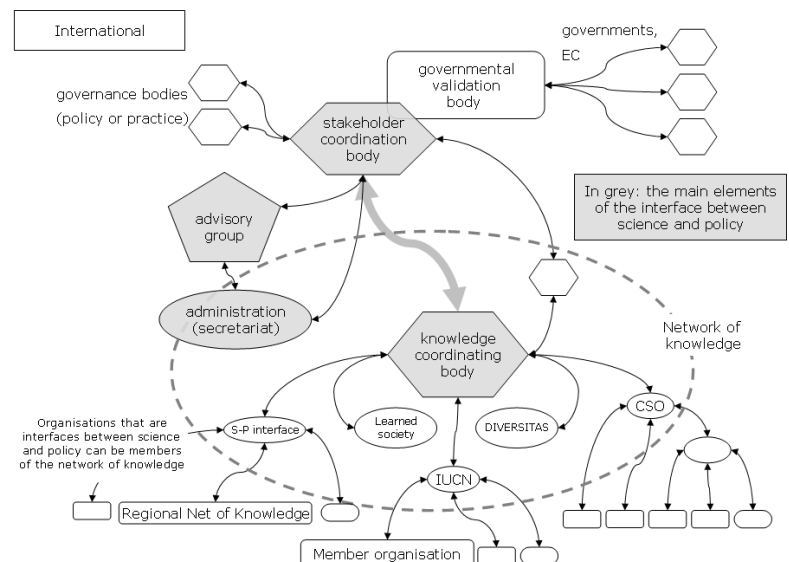 International
governments,
EC
governmental
validation
body
governance bodies
(policy or practice)
stakeholder
coordination
body
In grey: the main elements
of the interface between
science and policy
advisory
group
administration
(secretariat)
knowledge
coordinating
body
Network of
knowledge
Organisations that are
interfaces between science
and policy can be members
of the network of knowledge
S-P interface
Learned
society
DIVERSITAS
CSO
IUCN
Regional Net of Knowledge
Member organisation